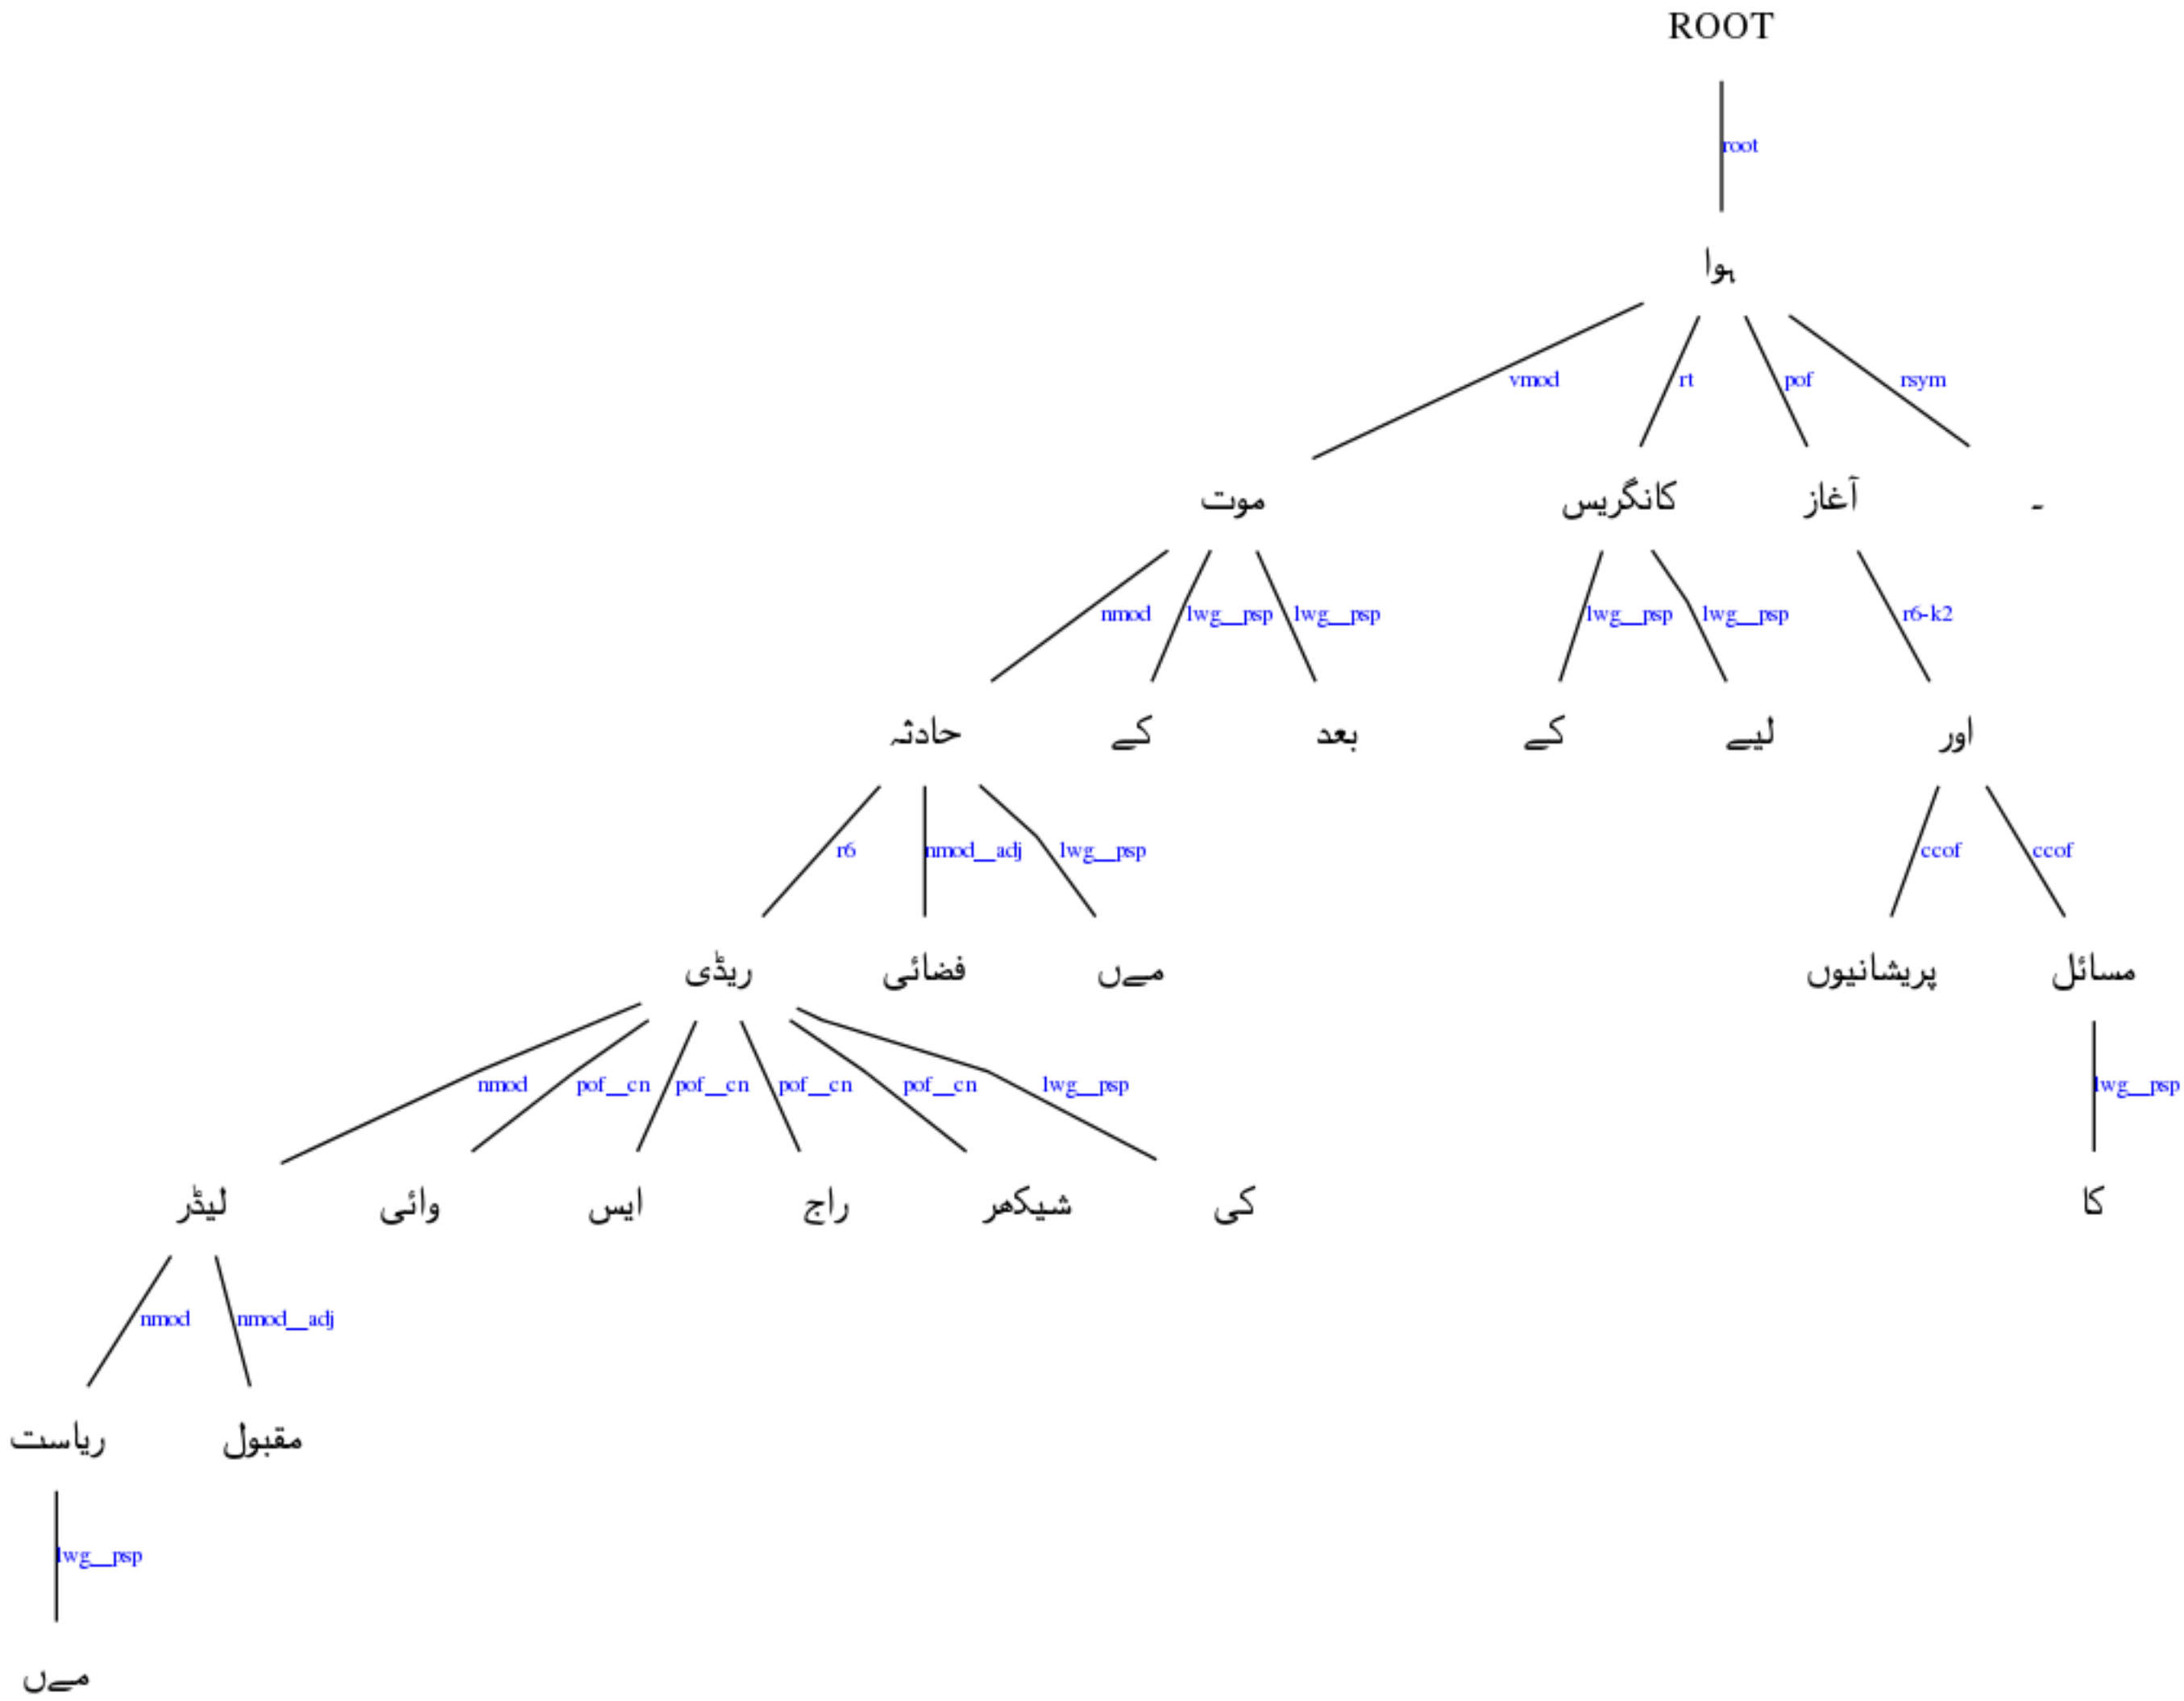 ROOT
root
ہوا
vmod rt pof rsym
موت کانگریس آغاز ۔
nmod lwg__psp lwg__psp lwg__psp lwg__psp r6-k2
حادثہ کے بعد کے لیے اور
r6 nmod__adj lwg__psp ccof ccof
ریڈی فضائی مےں پریشانیوں مسائل
nmod pof__cn pof__cn pof__cn pof__cn lwg__psp lwg__psp
لیڈر وائی ایس راج شیکھر کی کا
nmod nmod__adj
ریاست مقبول
lwg__psp
مےں